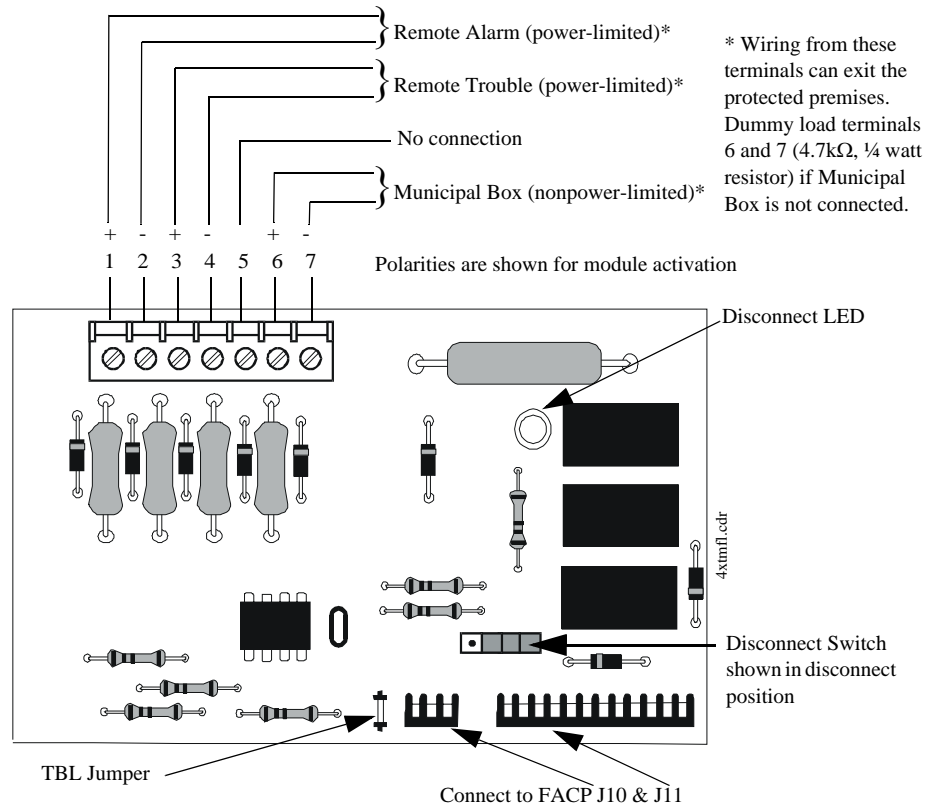 Remote Alarm (power-limited)*
Remote Trouble (power-limited)*
No connection
Municipal Box (nonpower-limited)*
* Wiring from these
terminals can exit the
protected premises.
Dummy load terminals
6 and 7 (4.7kΩ, ¼ watt
resistor) if Municipal
Box is not connected.
+ - + - + -
1 2 3 4 5 6 7
Polarities are shown for module activation
Disconnect LED
4xtmfl.cdr
Disconnect Switch
shown in disconnect
position
TBL Jumper
Connect to FACP J10 & J11